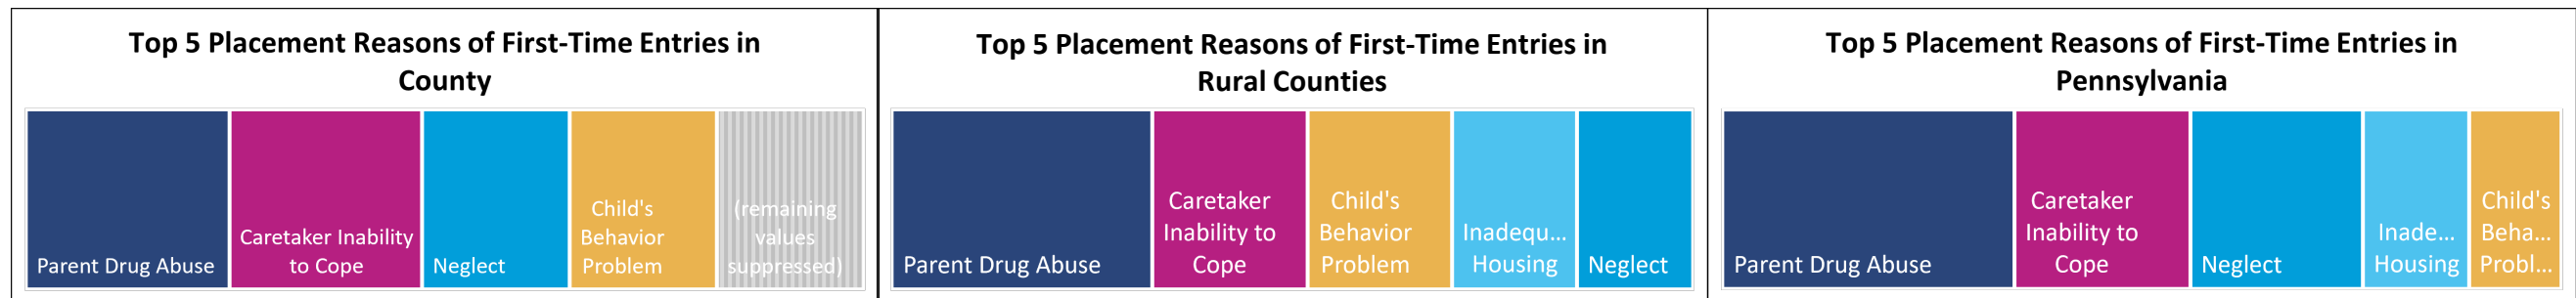 Top 5 Placement Reasons of First-Time Entries in
County
Parent Drug Abuse
Caretaker Inability
to Cope
Neglect
Child's
Behavior
Problem
(remaining
values
suppressed)
Top 5 Placement Reasons of First-Time Entries in
Rural Counties
Parent Drug Abuse
Caretaker
Inability to
Cope
Child's
Behavior
Problem
Inadequ...
Housing
Neglect
Top 5 Placement Reasons of First-Time Entries in
Pennsylvania
Parent Drug Abuse
Caretaker
Inability to
Cope
Neglect
Inade...
Housing
Child's
Beha...
Probl...